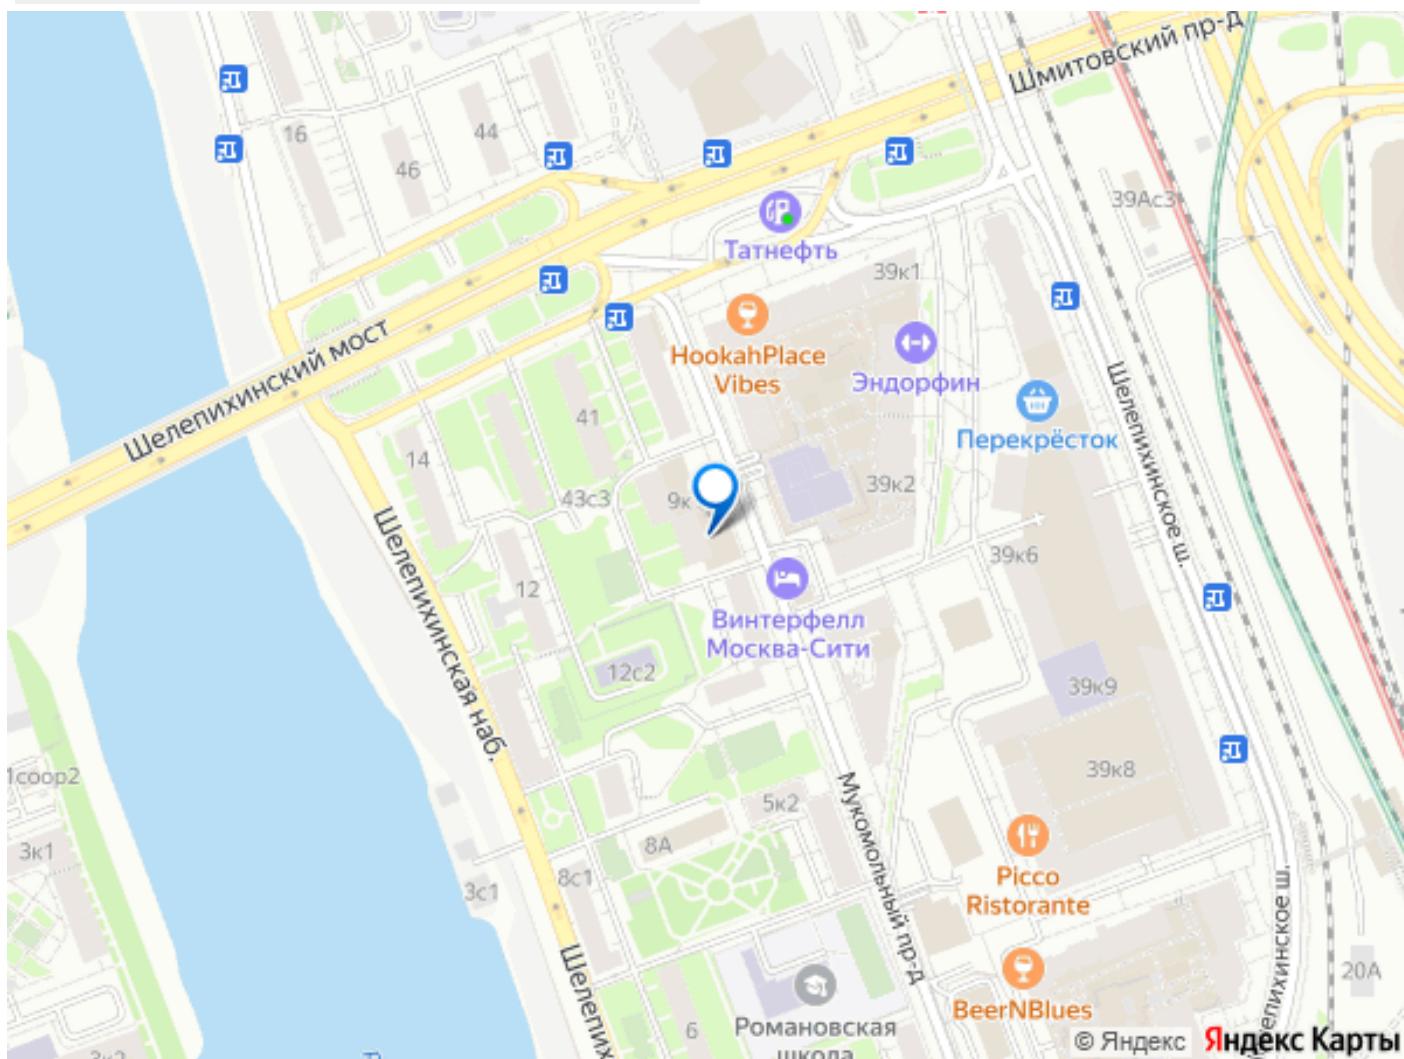 Шмитовский пр-д
16
44
46
39Ас3
Татнефть
39к1
HookahPlace
Vibes
Эндорфин
Шелепихинский мост
Перекрёсток
Шелепихинское ш.
41
14
43с3
9к
39к2
39к6
Шелепихинская наб.
12
Винтерфелл
Москва-Сити
12с2
39к9
1соор2
39к8
Мукомольный пр-д
5к2
8А
3к1
8с1
3с1
Picco
Ristorante
20А
BeerNBlues
6
Романовская
школа
© Яндекс
Яндекс Карты